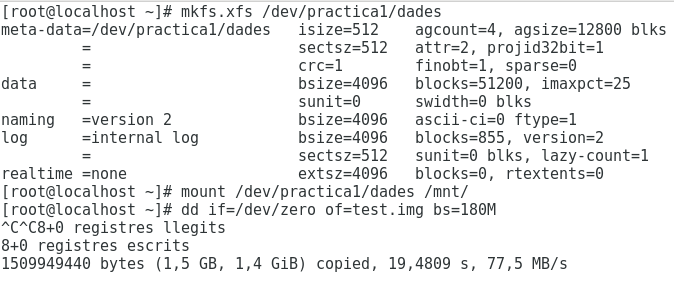 [root@localhost ~]# mkfs.xfs /dev/practica1/dades
meta-data=/dev/practica1/dades   isize=512    agcount=4, agsize=12800 blks
         =                       sectsz=512   attr=2, projid32bit=1
         =                       crc=1        finobt=1, sparse=0
data     =                       bsize=4096   blocks=51200, imaxpct=25
         =                       sunit=0      swidth=0 blks
naming   =version 2              bsize=4096   ascii-ci=0 ftype=1
log      =internal log           bsize=4096   blocks=855, version=2
         =                       sectsz=512   sunit=0 blks, lazy-count=1
realtime =none                   extsz=4096   blocks=0, rtextents=0
[root@localhost ~]# mount /dev/practica1/dades /mnt/
[root@localhost ~]# dd if=/dev/zero of=test.img bs=180M
^C^C8+0 registres llegits
8+0 registres escrits
1509949440 bytes (1,5 GB, 1,4 GiB) copied, 19,4809 s, 77,5 MB/s